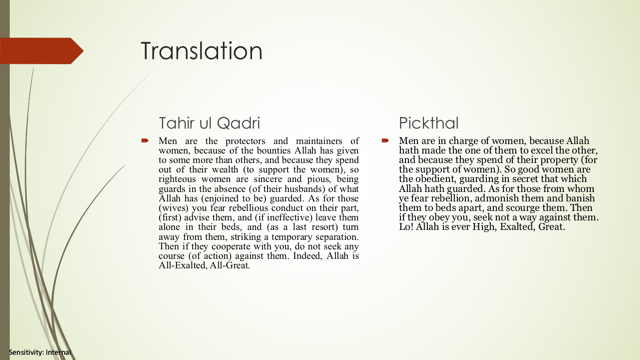 Translation
Tahir ul Qadri
Men are the protectors and maintainers of
women, because of the bounties Allah has given
to some more than others, and because they spend
out of their wealth (to support the women), so
righteous women are sincere and pious, being
guards in the absence (of their husbands) of what
Allah has (enjoined to be) guarded. As for those
(wives) you fear rebellious conduct on their part,
(first) advise them, and (if ineffective) leave them
alone in their beds, and (as a last resort) turn
away from them, striking a temporary separation.
Then if they cooperate with you, do not seek any
course (of action) against them. Indeed, Allah is
All-Exalted, All-Great.
Pickthal
Men are in charge of women, because Allah
hath made the one of them to excel the other,
and because they spend of their property (for
the support of women). So good women are
the obedient, guarding in secret that which
Allah hath guarded. As for those from whom
ye fear rebellion, admonish them and banish
them to beds apart, and scourge them. Then
if they obey you, seek not a way against them.
Lo! Allah is ever High, Exalted, Great.
Sensitivity: Internal